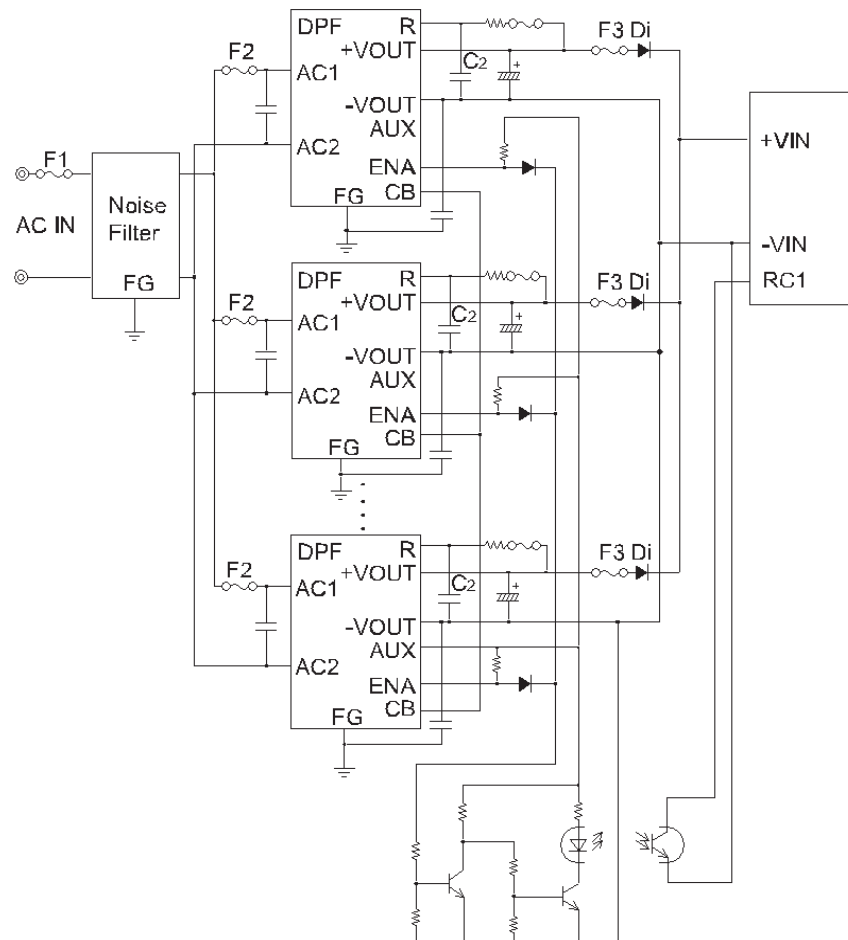 F1
AC IN
Noise
Filter
FG
F2
DPF
R
+VOUT
AC1
-VOUT
AUX
AC2
ENA
CB
FG
C2
+
F3 Di
F2
DPF
R
+VOUT
AC1
-VOUT
AUX
AC2
ENA
CB
FG
C2
+
F3 Di
F2
DPF
R
+VOUT
AC1
-VOUT
AUX
AC2
ENA
CB
FG
C2
+
F3 Di
+VIN
-VIN
RC1